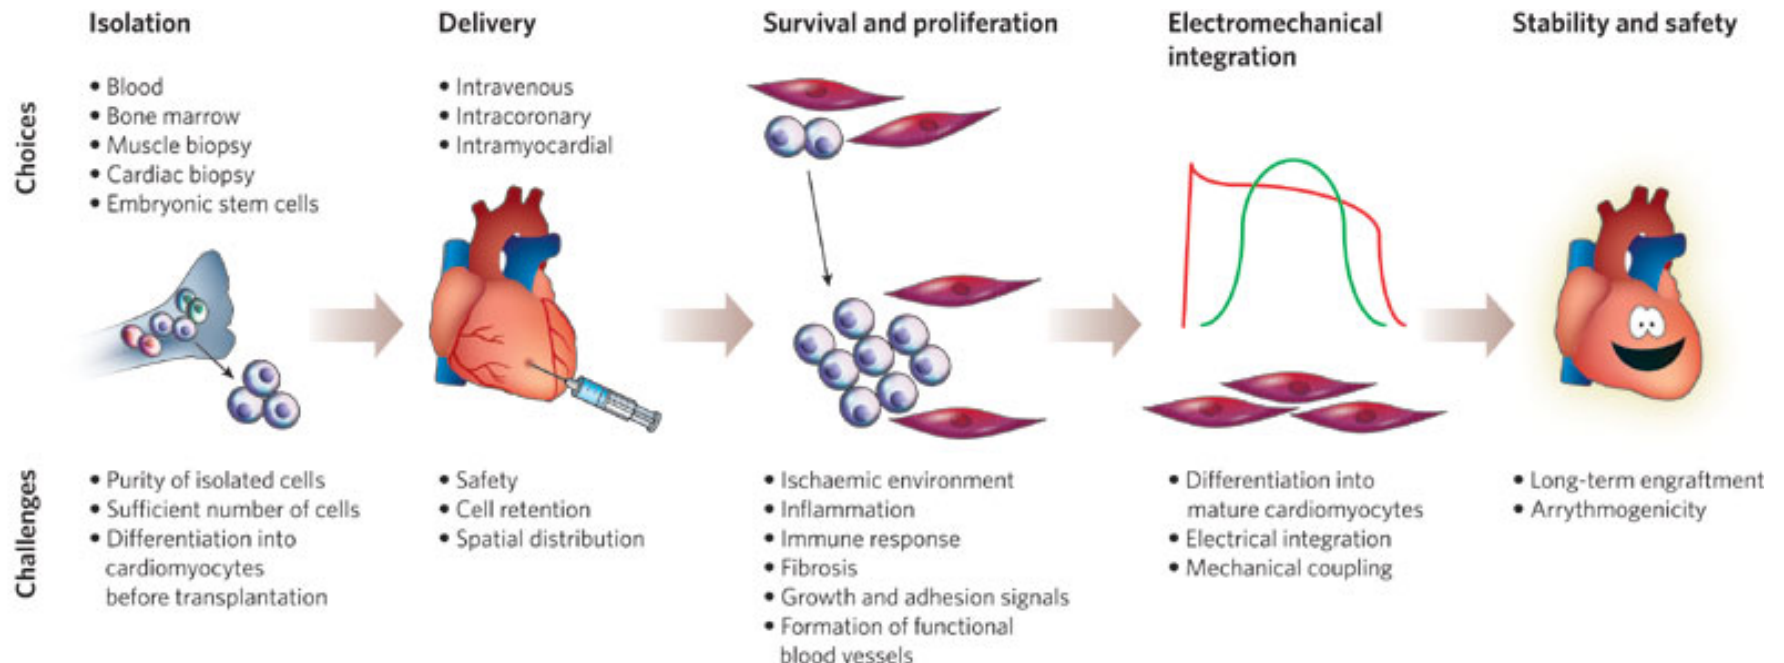 Isolation
Delivery
Survival and proliferation
Electromechanical
integration
Stability and safety
Choices
• Blood
• Bone marrow
• Muscle biopsy
• Cardiac biopsy
• Embryonic stem cells
• Intravenous
• Intracoronary
• Intramyocardial
Challenges
• Purity of isolated cells
• Sufficient number of cells
• Differentiation into
cardiomyocytes
before transplantation
• Safety
• Cell retention
• Spatial distribution
• Ischaemic environment
• Inflammation
• Immune response
• Fibrosis
• Growth and adhesion signals
• Formation of functional
blood vessels
• Differentiation into
mature cardiomyocytes
• Electrical integration
• Mechanical coupling
• Long-term engraftment
• Arrythmogenicity